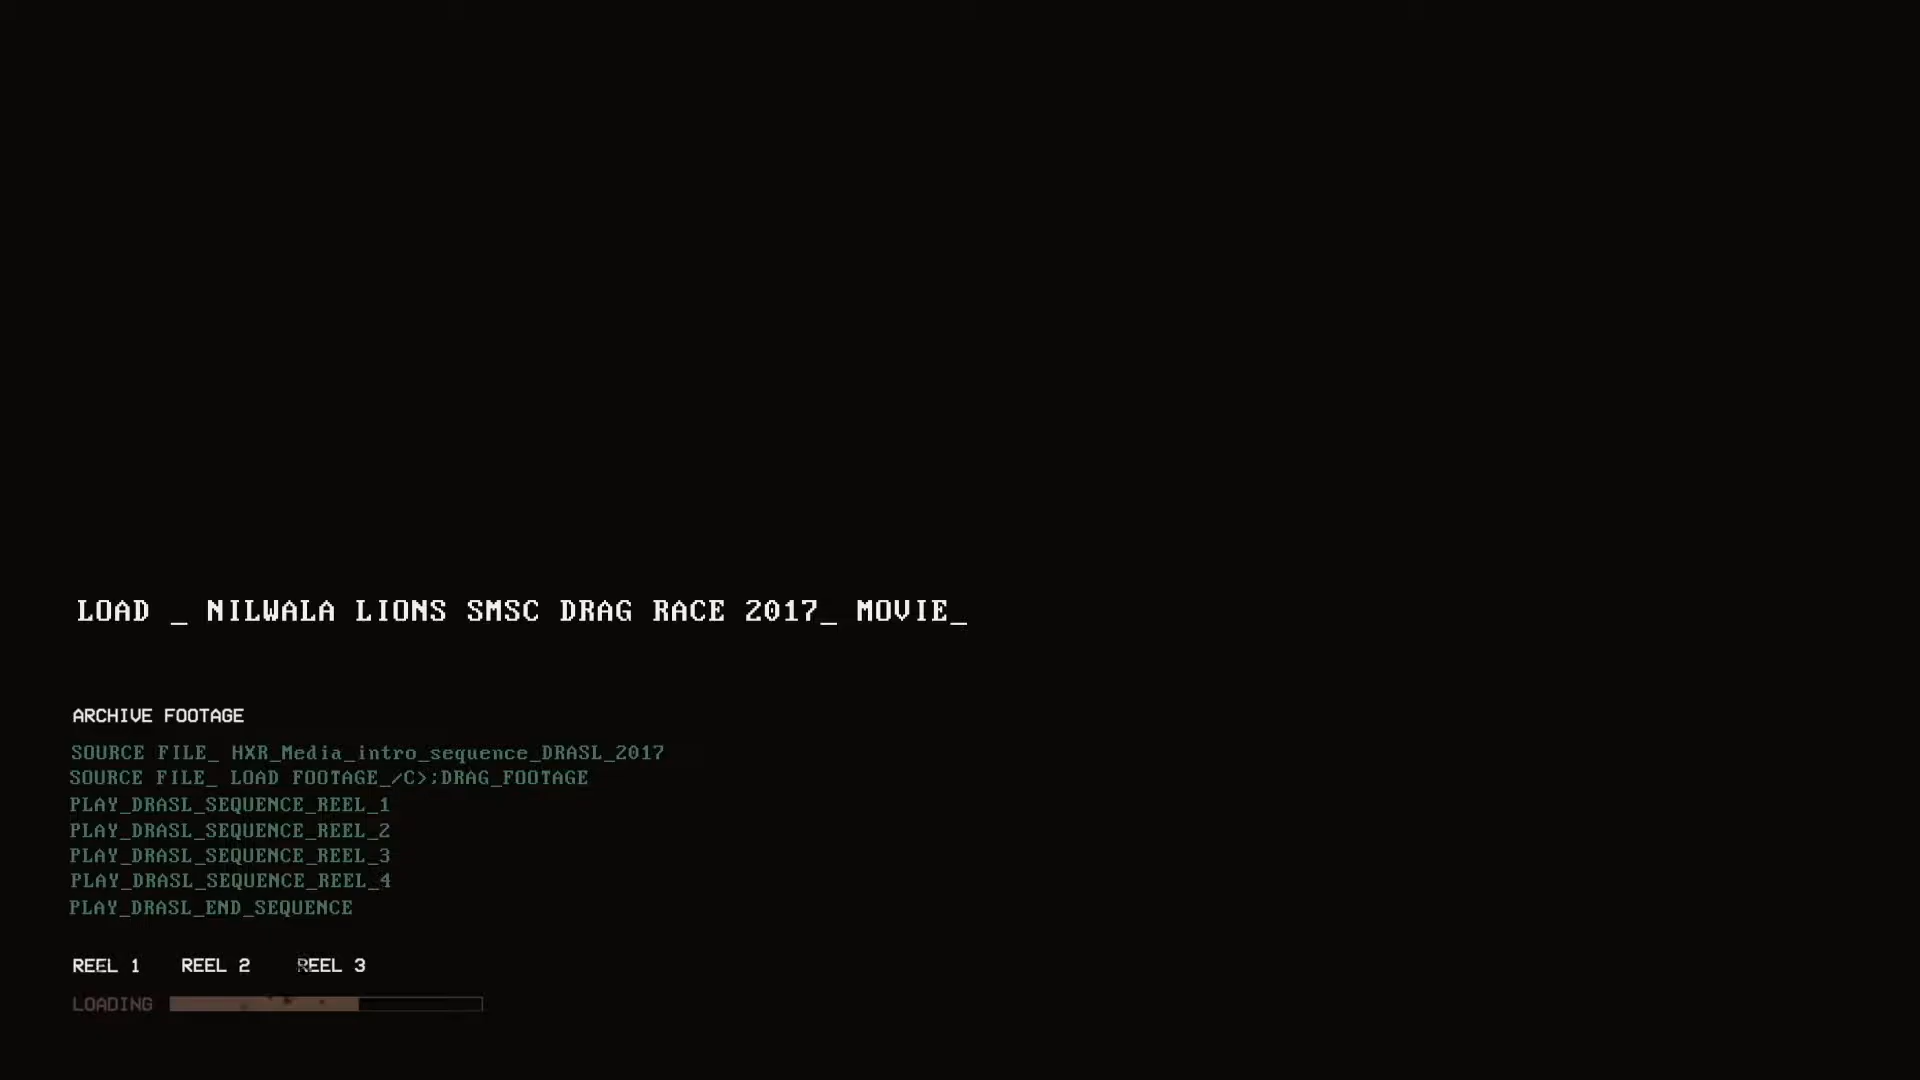 LOAD _ NILWALA LIONS SMSC DRAG RACE 2017_ MOVIE_
ARCHIVE FOOTAGE
SOURCE FILE_ HXR_Media_intro_sequence_DRASL_2017
SOURCE FILE_ LOAD FOOTAGE_/C>;DRAG_FOOTAGE
PLAY_DRASL_SEQUENCE_REEL_1
PLAY_DRASL_SEQUENCE_REEL_2
PLAY_DRASL_SEQUENCE_REEL_3
PLAY_DRASL_SEQUENCE_REEL_4
PLAY_DRASL_END_SEQUENCE
REEL 1 REEL 2 REEL 3
LOADING